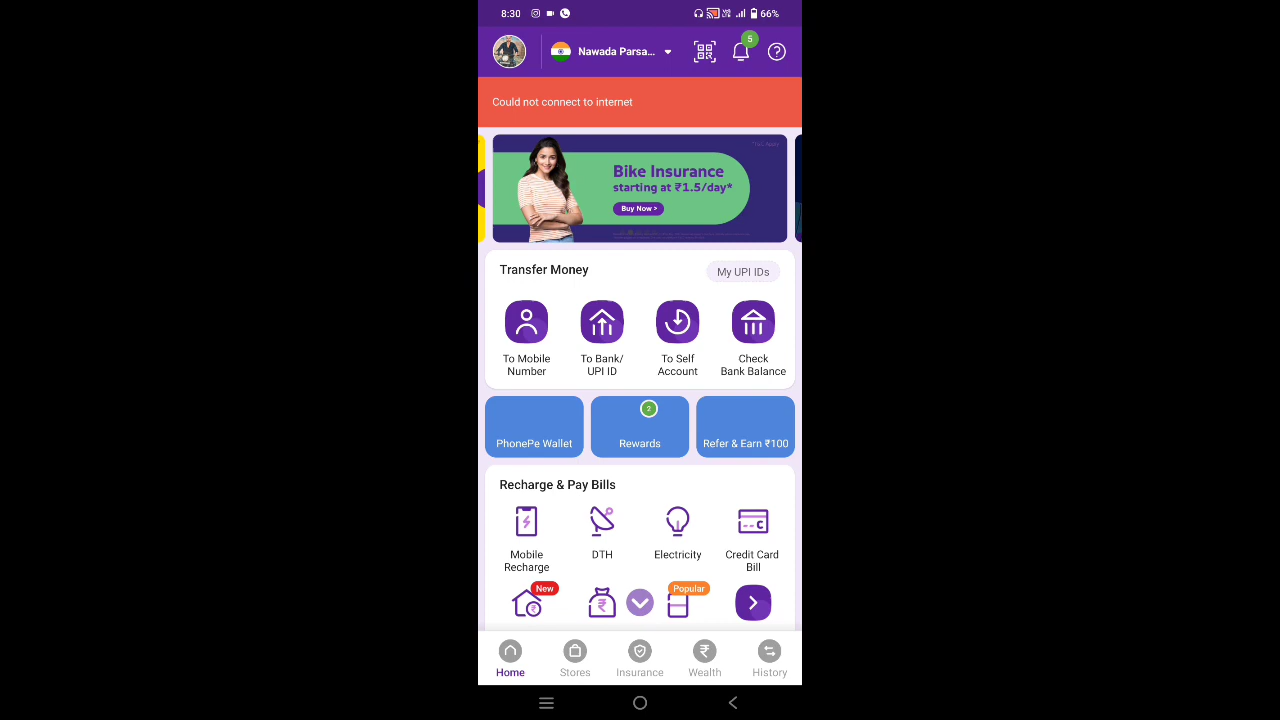 8:30
66%
Nawada Parsa...
5
Could not connect to internet
Bike Insurance
starting at ₹1.5/day*
Buy Now >
Transfer Money
My UPI IDs
To Mobile
Number
To Bank/
UPI ID
To Self
Account
Check
Bank Balance
PhonePe Wallet
2
Rewards
Refer & Earn ₹100
Recharge & Pay Bills
Mobile
Recharge
DTH
Electricity
Credit Card
Bill
New
Popular
Home
Stores
Insurance
Wealth
History